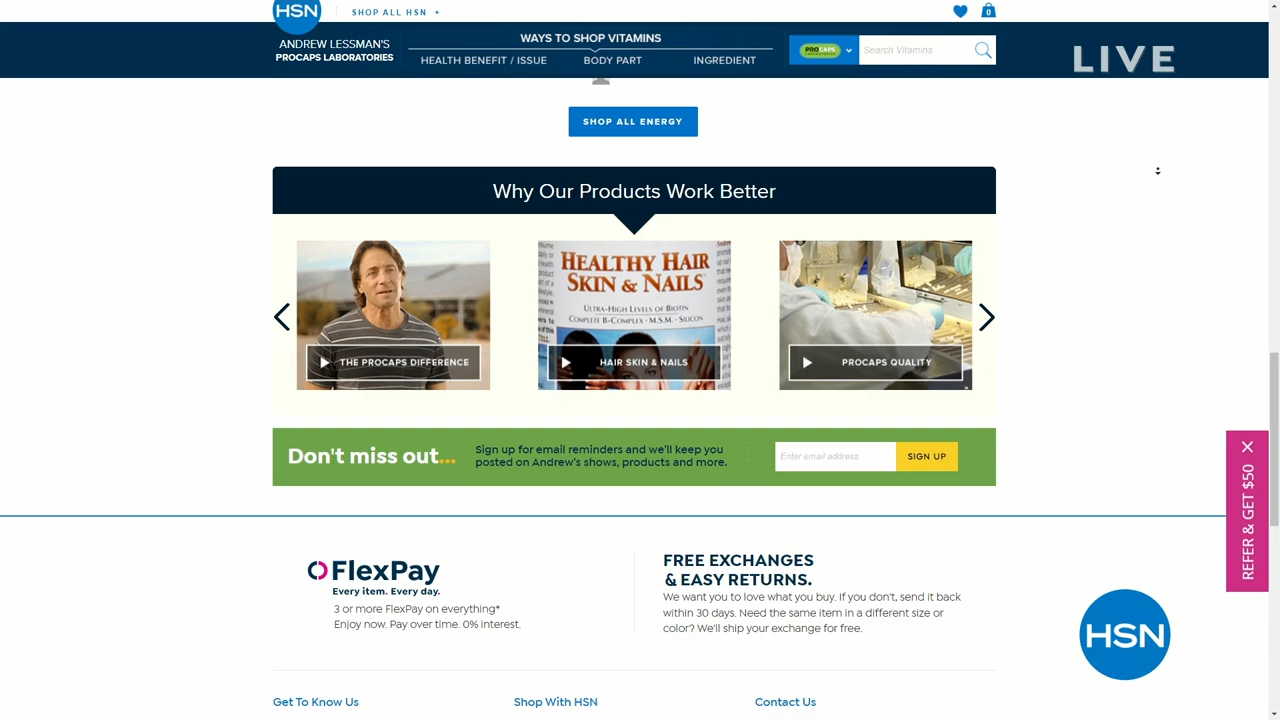 HSN
SHOP ALL HSN +
0
ANDREW LESSMAN'S
PROCAPS LABORATORIES
WAYS TO SHOP VITAMINS
HEALTH BENEFIT / ISSUE
BODY PART
INGREDIENT
PROCAPS
Search Vitamins
LIVE
SHOP ALL ENERGY
Why Our Products Work Better
THE PROCAPS DIFFERENCE
HEALTHY HAIR
SKIN & NAILS
ULTRA-HIGH LEVELS OF BIOTIN
COMPLETE B-COMPLEX · M.S.M. · SILICON
HAIR SKIN & NAILS
PROCAPS QUALITY
Don't miss out...
Sign up for email reminders and we'll keep you
posted on Andrew's shows, products and more.
Enter email address
SIGN UP
REFER & GET $50
FlexPay
Every item. Every day.
3 or more FlexPay on everything*
Enjoy now. Pay over time. 0% interest.
FREE EXCHANGES
& EASY RETURNS.
We want you to love what you buy. If you don't, send it back
within 30 days. Need the same item in a different size or
color? We'll ship your exchange for free.
HSN
Get To Know Us
Shop With HSN
Contact Us